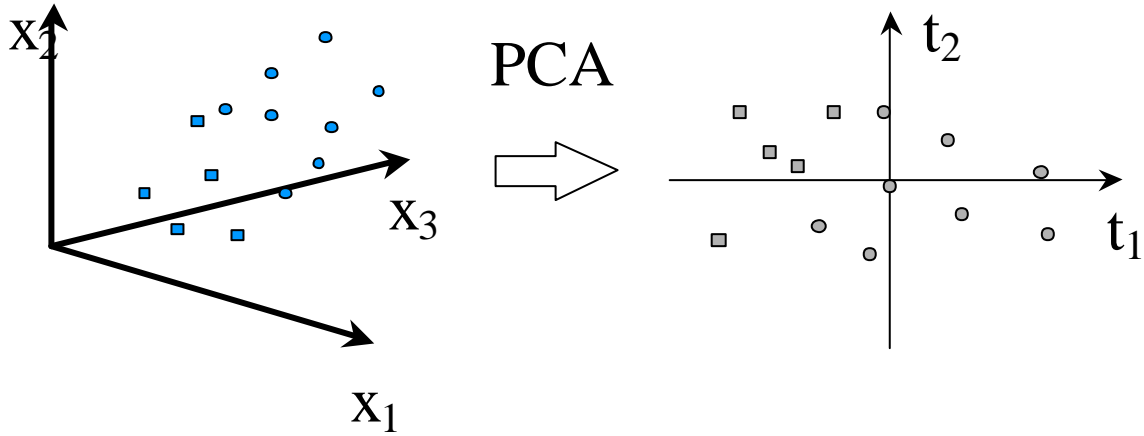 x₂
PCA
t₂
x₃
t₁
x₁